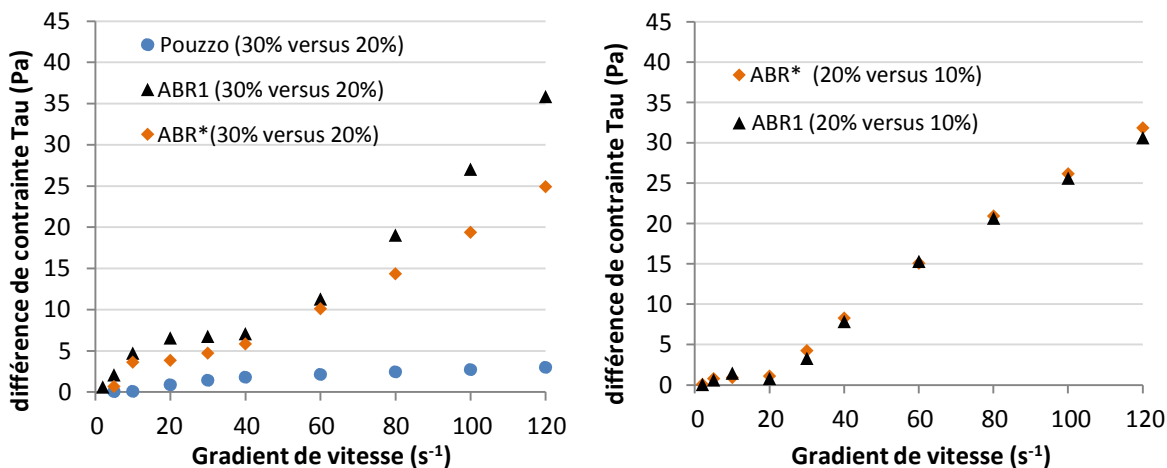 différence de contrainte Tau (Pa)
45
40
35
30
25
20
15
10
5
0
Pouzzo (30% versus 20%)
ABR1 (30% versus 20%)
ABR*(30% versus 20%)
0 20 40 60 80 100 120
Gradient de vitesse (s⁻¹)
différence de contrainte Tau (Pa)
45
40
35
30
25
20
15
10
5
0
ABR* (20% versus 10%)
ABR1 (20% versus 10%)
0 20 40 60 80 100 120
Gradient de vitesse (s⁻¹)